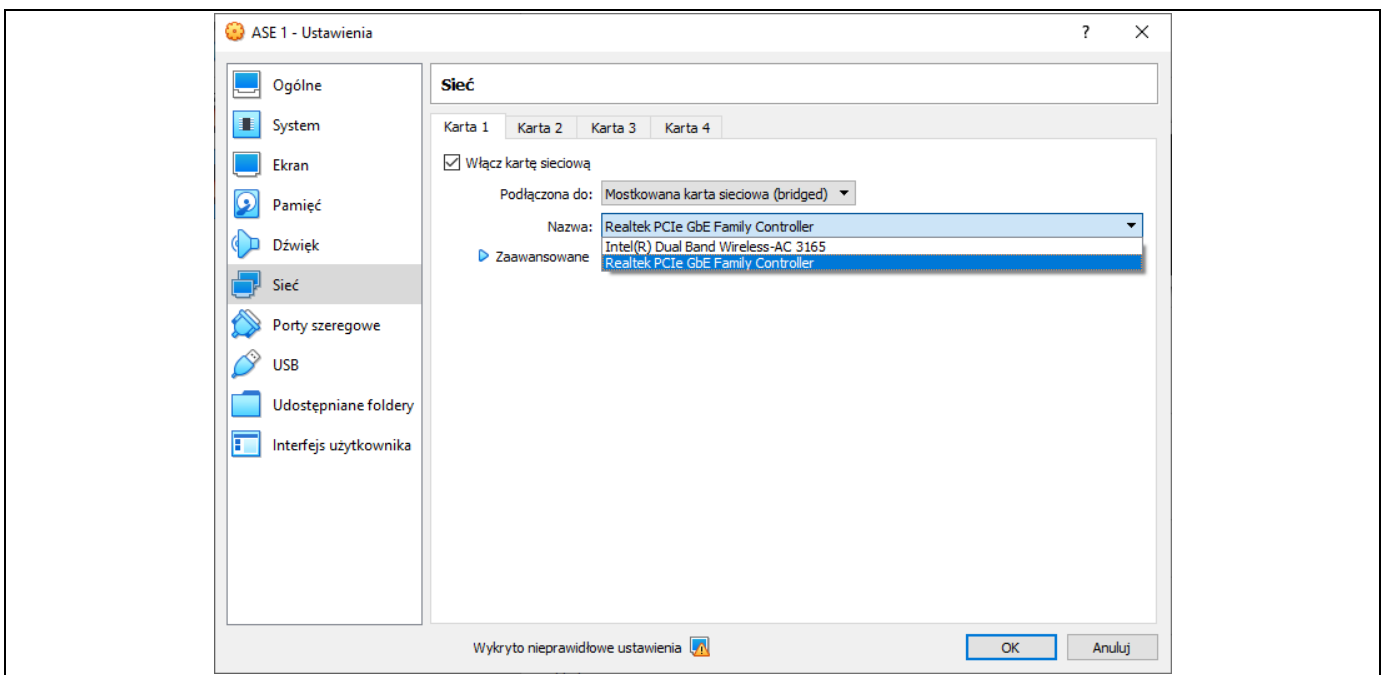 ASE 1 - Ustawienia
?
Ogólne
System
Ekran
Pamięć
Dźwięk
Sieć
Porty szeregowe
USB
Udostępniane foldery
Interfejs użytkownika
Sieć
Karta 1 Karta 2 Karta 3 Karta 4
Włącz kartę sieciową
Podłączona do: Mostkowana karta sieciowa (bridged)
Nazwa: Realtek PCIe GbE Family Controller
Intel(R) Dual Band Wireless-AC 3165
Zaawansowane Realtek PCIe GbE Family Controller
Wykryto nieprawidłowe ustawienia
OK Anuluj